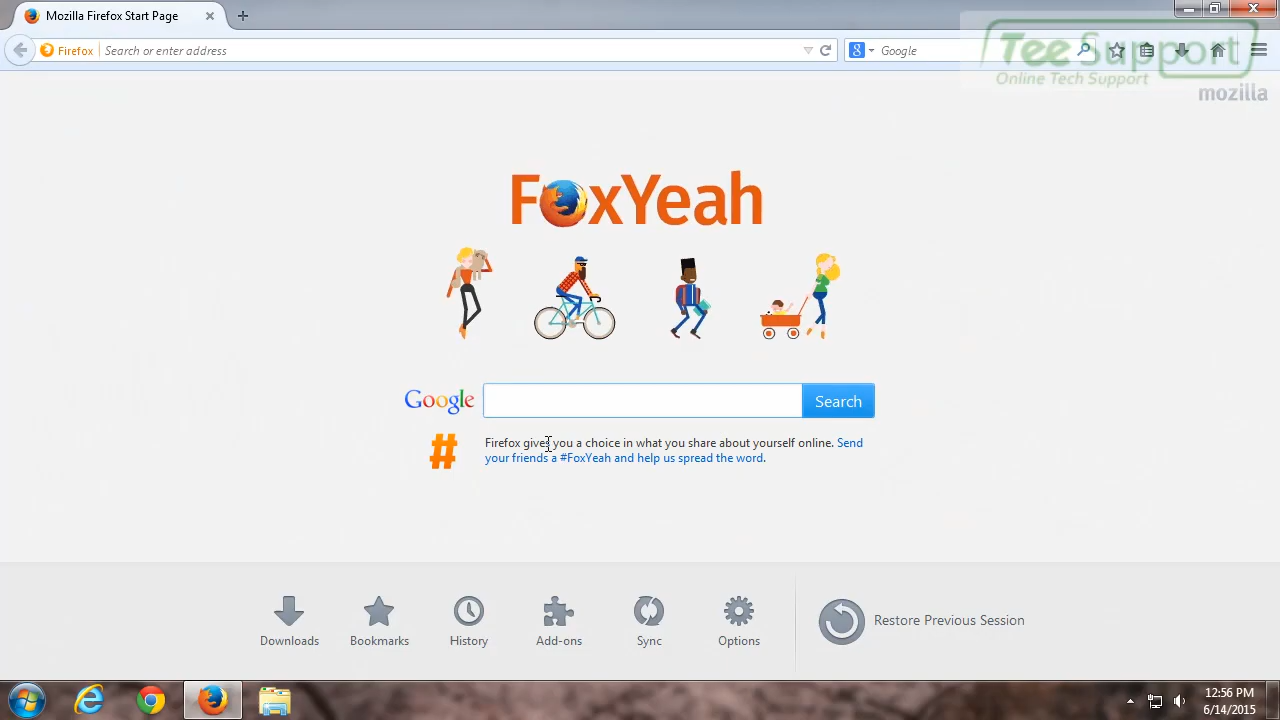 Mozilla Firefox Start Page
Firefox Search or enter address
Google
Tee Support
Online Tech Support
mozilla
FoxYeah
Google
Search
# Firefox gives you a choice in what you share about yourself online. Send
your friends a #FoxYeah and help us spread the word.
Downloads
Bookmarks
History
Add-ons
Sync
Options
Restore Previous Session
12:56 PM
6/14/2015